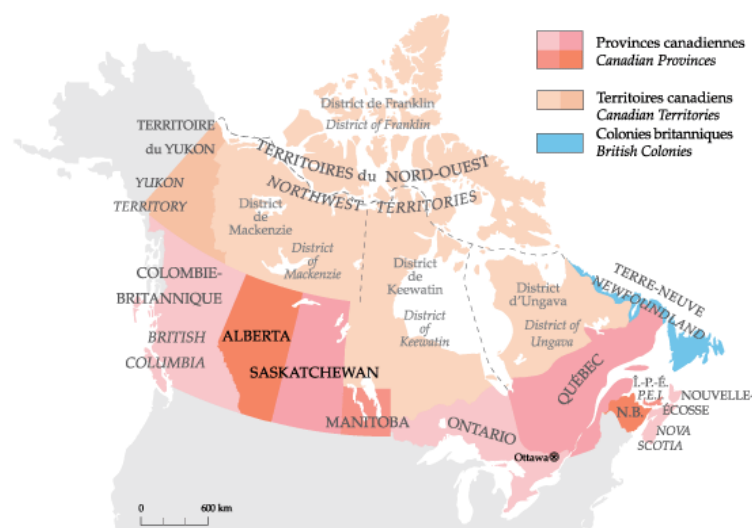 Provinces canadiennes
Canadian Provinces
Territoires canadiens
Canadian Territories
Colonies britanniques
British Colonies
District de Franklin
District of Franklin
TERRITOIRE
du YUKON
YUKON
TERRITORY
TERRITOIRES du NORD-OUEST
NORTHWEST TERRITORIES
District
de
Mackenzie
District
of
Mackenzie
District
de
Keewatin
District
of
Keewatin
District
d'Ungava
District of
Ungava
TERRE-NEUVE
NEWFOUNDLAND
COLOMBIE-
BRITANNIQUE
BRITISH
COLUMBIA
ALBERTA
SASKATCHEWAN
MANITOBA
ONTARIO
QUÉBEC
Ottawa
Î.-P.-É.
P.E.I.
N.B.
NOUVELLE-
ÉCOSSE
NOVA
SCOTIA
0 600 km